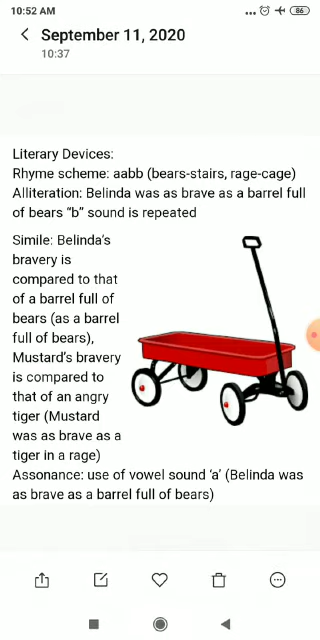 10:52 AM
... 86
September 11, 2020
10:37
Literary Devices:
Rhyme scheme: aabb (bears-stairs, rage-cage)
Alliteration: Belinda was as brave as a barrel full
of bears “b” sound is repeated
Simile: Belinda’s
bravery is
compared to that
of a barrel full of
bears (as a barrel
full of bears),
Mustard’s bravery
is compared to
that of an angry
tiger (Mustard
was as brave as a
tiger in a rage)
Assonance: use of vowel sound ‘a’ (Belinda was
as brave as a barrel full of bears)